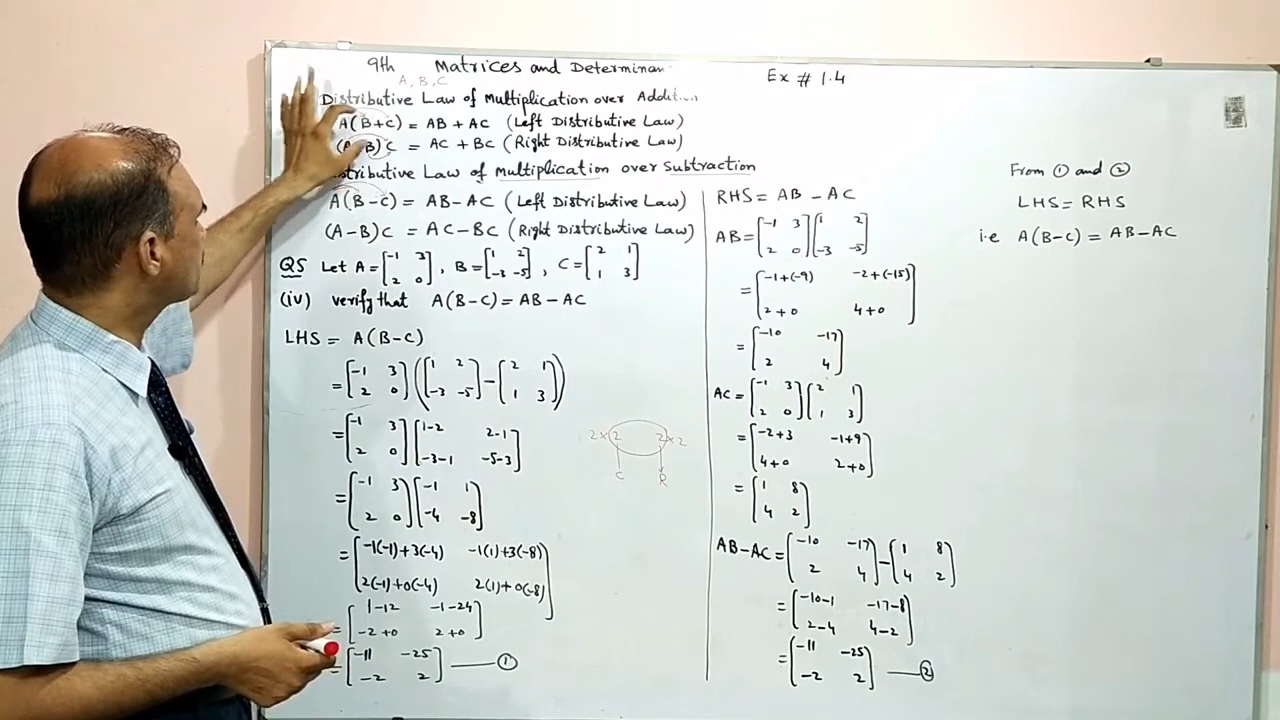 9th Matrices and Determinan
Ex # 1.4
A, B, C
Distributive Law of Multiplication over Addition
A(B+C) = AB + AC (Left Distributive Law)
B)C = AC + BC (Right Distributive Law)
tributive Law of Multiplication over Subtraction
A(B-C) = AB-AC (Left Distributive Law)
(A-B)C = AC-BC (Right Distributive Law)
Q5 Let A=[-1 3
2 0], B=[1 2
-3 -5], C=[2 1
1 3]
(iv) verify that A(B-C)=AB-AC
LHS = A(B-C)
=[-1 3
2 0]([1 2
-3 -5]-[2 1
1 3])
=[-1 3
2 0][1-2 2-1
-3-1 -5-3]
2×2 2×2
C R
=[-1 3
2 0][-1 1
-4 -8]
=[-1(-1)+3(-4) -1(1)+3(-8)
2(-1)+0(-4) 2(1)+0(-8)]
=[1-12 -1-24
-2+0 2+0]
=[-11 -25
-2 2] — ①
RHS= AB - AC
AB=[-1 3
2 0][1 2
-3 -5]
=[-1+(-9) -2+(-15)
2+0 4+0]
=[-10 -17
2 4]
AC=[-1 3
2 0][2 1
1 3]
=[-2+3 -1+9
4+0 2+0]
=[1 8
4 2]
AB-AC=[-10 -17
2 4]-[1 8
4 2]
=[-10-1 -17-8
2-4 4-2]
=[-11 -25
-2 2] — ②
From ① and ②
LHS=RHS
i.e A(B-C)=AB-AC